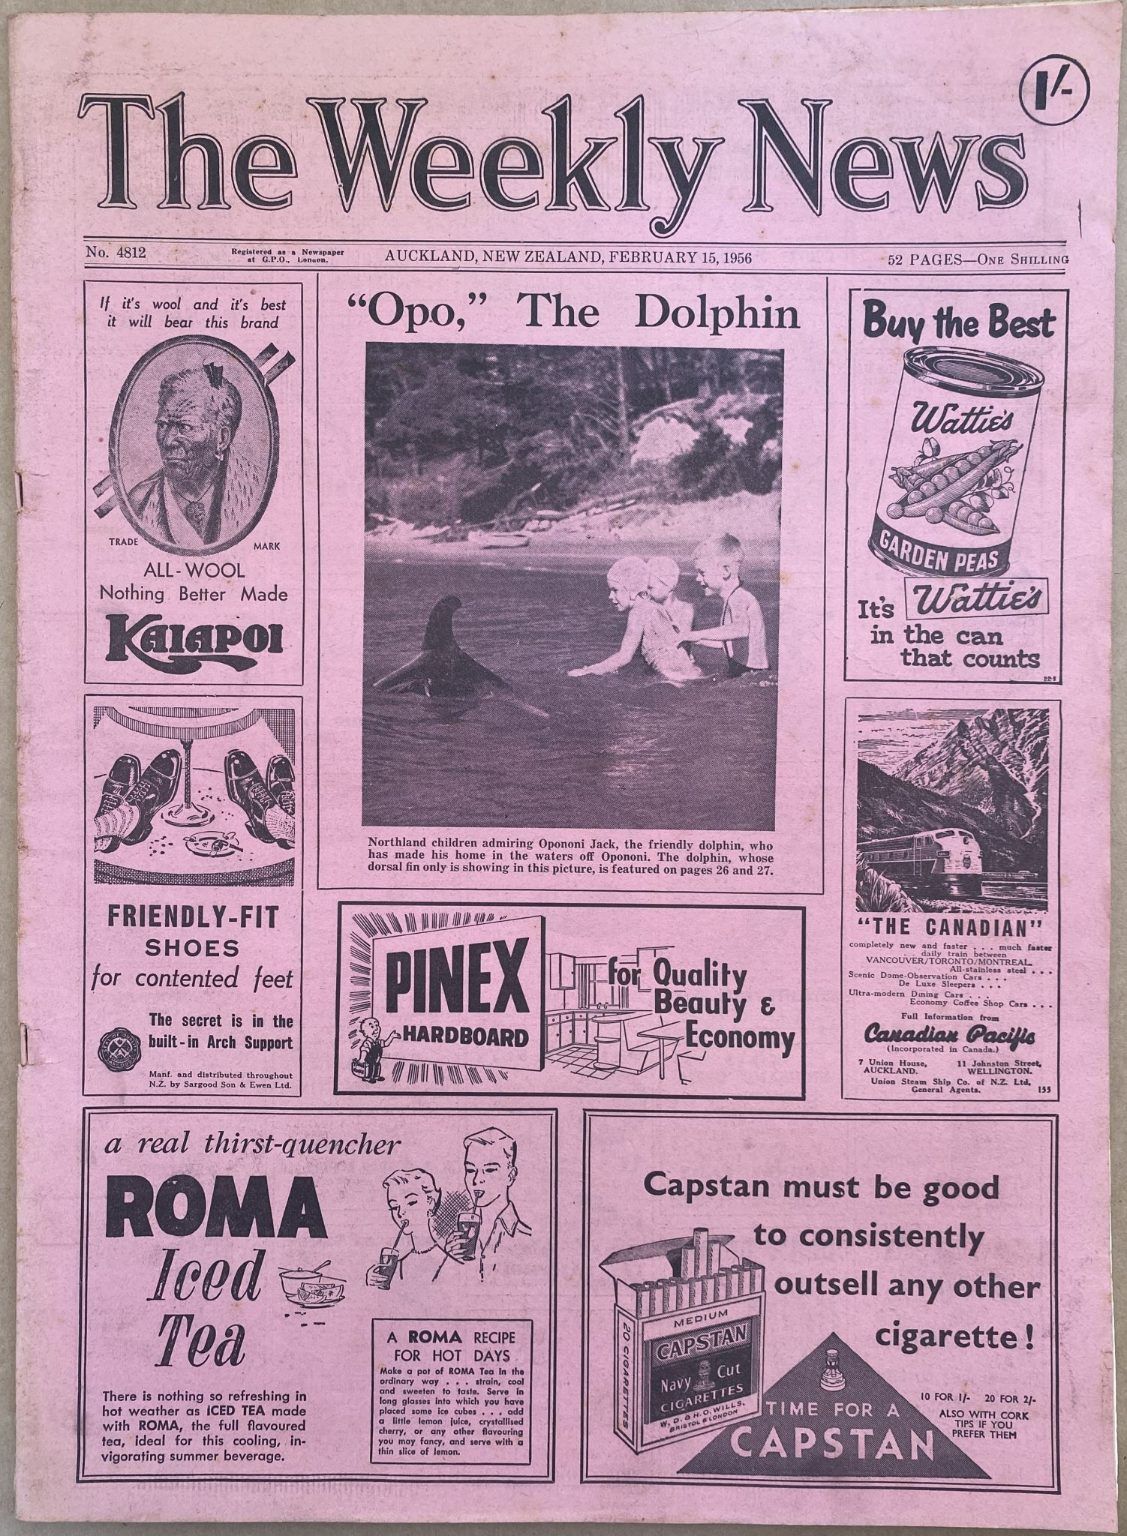 1/-
The Weekly News
No. 4812
Registered as a Newspaper
at G.P.O., London.
AUCKLAND, NEW ZEALAND, FEBRUARY 15, 1956
52 PAGES—ONE SHILLING
If it's wool and it's best
it will bear this brand
TRADE MARK
ALL-WOOL
Nothing Better Made
KAIAPOI
"Opo," The Dolphin
Northland children admiring Opononi Jack, the friendly dolphin, who
has made his home in the waters off Opononi. The dolphin, whose
dorsal fin only is showing in this picture, is featured on pages 26 and 27.
Buy the Best
Wattie's
GARDEN PEAS
It's Wattie's
in the can
that counts
FRIENDLY-FIT
SHOES
for contented feet
The secret is in the
built-in Arch Support
Manf. and distributed throughout
N.Z. by Sargood Son & Ewen Ltd.
PINEX
HARDBOARD
for Quality
Beauty &
Economy
"THE CANADIAN"
completely new and faster . . . much faster
. . daily train between
VANCOUVER/TORONTO/MONTREAL.
All-stainless steel . . .
Scenic Dome-Observation Cars . . .
De Luxe Sleepers . . .
Ultra-modern Dining Cars . . .
Economy Coffee Shop Cars . . .
Full Information from
Canadian Pacific
(Incorporated in Canada.)
7 Union House, 11 Johnston Street,
AUCKLAND. WELLINGTON.
Union Steam Ship Co. of N.Z. Ltd,
General Agents. 155
a real thirst-quencher
ROMA
Iced
Tea
There is nothing so refreshing in
hot weather as ICED TEA made
with ROMA, the full flavoured
tea, ideal for this cooling, in-
vigorating summer beverage.
A ROMA RECIPE
FOR HOT DAYS
Make a pot of ROMA Tea in the
ordinary way . . . strain, cool
and sweeten to taste. Serve in
long glasses into which you have
placed some ice cubes . . . add
a little lemon juice, crystallised
cherry, or any other flavouring
you may fancy, and serve with a
thin slice of lemon.
Capstan must be good
to consistently
outsell any other
cigarette!
20 CIGARETTES
MEDIUM
CAPSTAN
Navy Cut
CIGARETTES
W. D. & H. O. WILLS.
BRISTOL & LONDON
TIME FOR A
CAPSTAN
10 FOR 1/- 20 FOR 2/-
ALSO WITH CORK
TIPS IF YOU
PREFER THEM